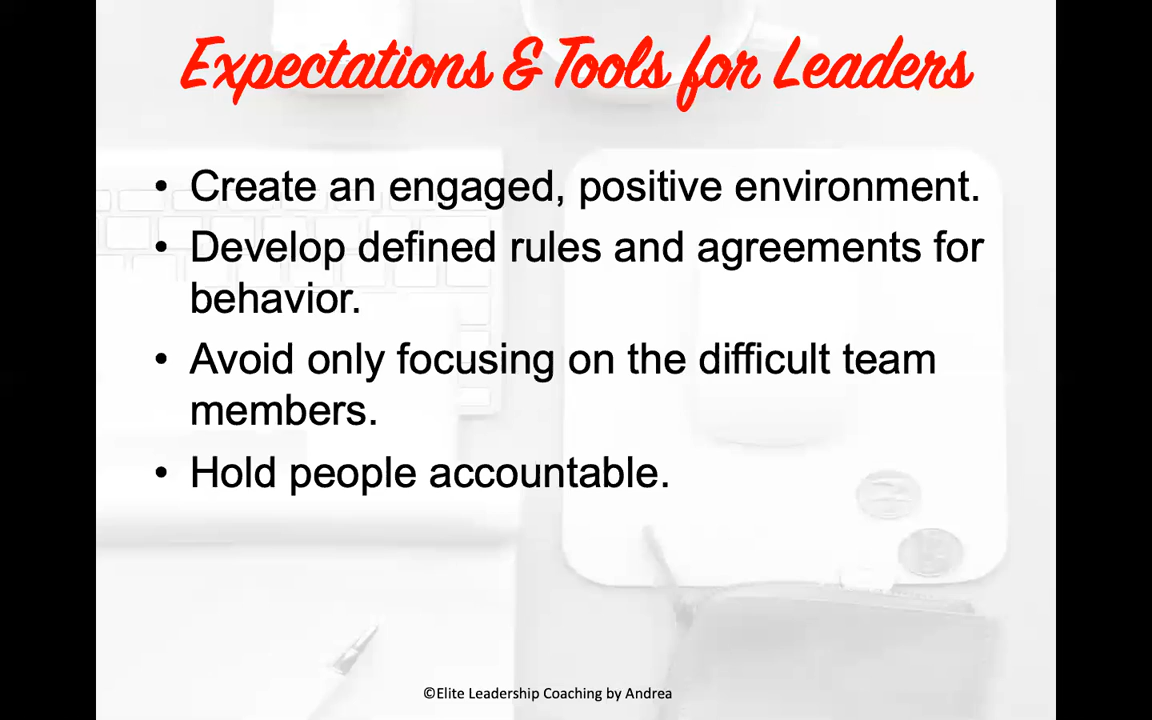 Expectations & Tools for Leaders
• Create an engaged, positive environment.
• Develop defined rules and agreements for
behavior.
• Avoid only focusing on the difficult team
members.
• Hold people accountable.
©Elite Leadership Coaching by Andrea